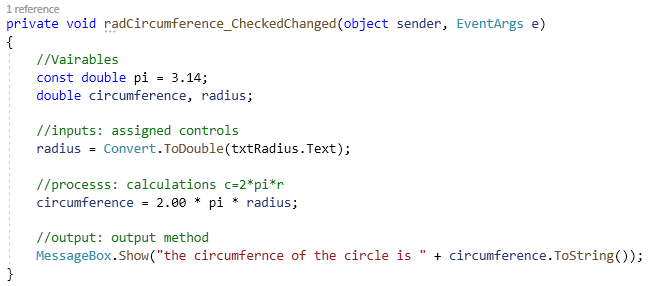 1 reference
private void radCircumference_CheckedChanged(object sender, EventArgs e)
{
//Vairables
const double pi = 3.14;
double circumference, radius;
//inputs: assigned controls
radius = Convert.ToDouble(txtRadius.Text);
//processs: calculations c=2*pi*r
circumference = 2.00 * pi * radius;
//output: output method
MessageBox.Show("the circumfernce of the circle is " + circumference.ToString());
}